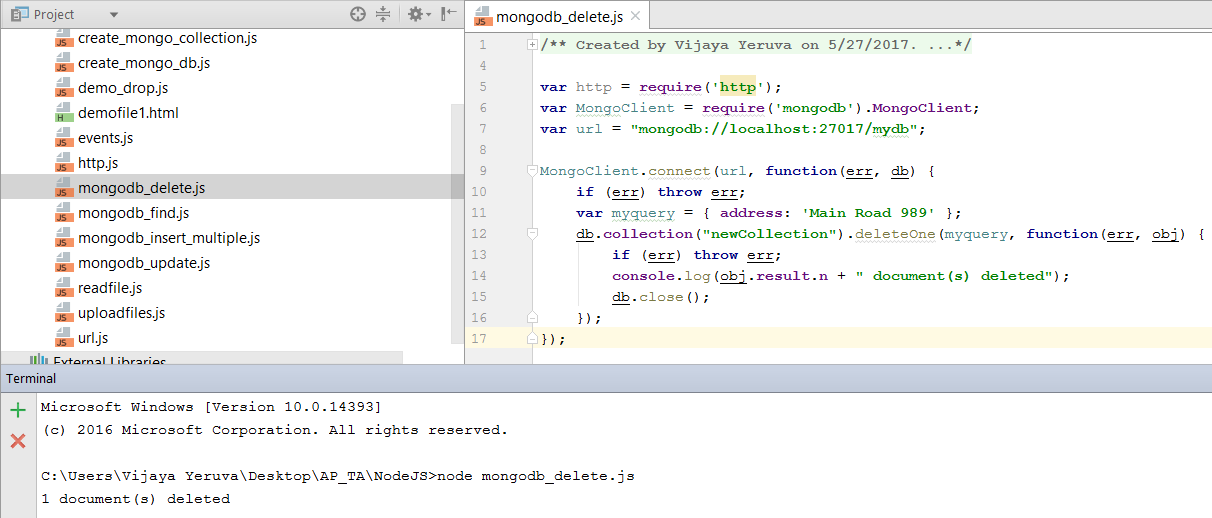 Project
create_mongo_collection.js
create_mongo_db.js
demo_drop.js
demofile1.html
events.js
http.js
mongodb_delete.js
mongodb_find.js
mongodb_insert_multiple.js
mongodb_update.js
readfile.js
uploadfiles.js
url.js
External Libraries
mongodb_delete.js
1 /** Created by Vijaya Yeruva on 5/27/2017. ...*/
4
5 var http = require('http');
6 var MongoClient = require('mongodb').MongoClient;
7 var url = "mongodb://localhost:27017/mydb";
8
9 MongoClient.connect(url, function(err, db) {
10 if (err) throw err;
11 var myquery = { address: 'Main Road 989' };
12 db.collection("newCollection").deleteOne(myquery, function(err, obj) {
13 if (err) throw err;
14 console.log(obj.result.n + " document(s) deleted");
15 db.close();
16 });
17 });
Terminal
Microsoft Windows [Version 10.0.14393]
(c) 2016 Microsoft Corporation. All rights reserved.
C:\Users\Vijaya Yeruva\Desktop\AP_TA\NodeJS>node mongodb_delete.js
1 document(s) deleted